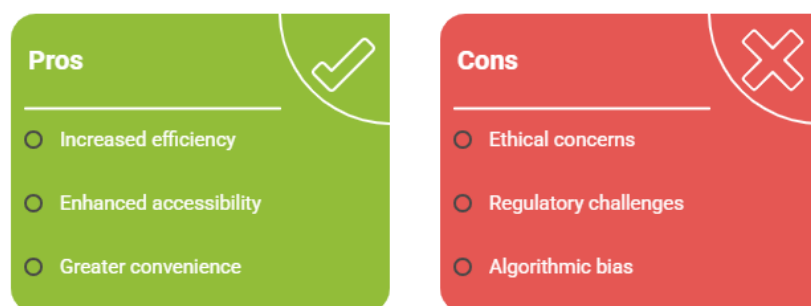 Pros
Increased efficiency
Enhanced accessibility
Greater convenience
Cons
Ethical concerns
Regulatory challenges
Algorithmic bias